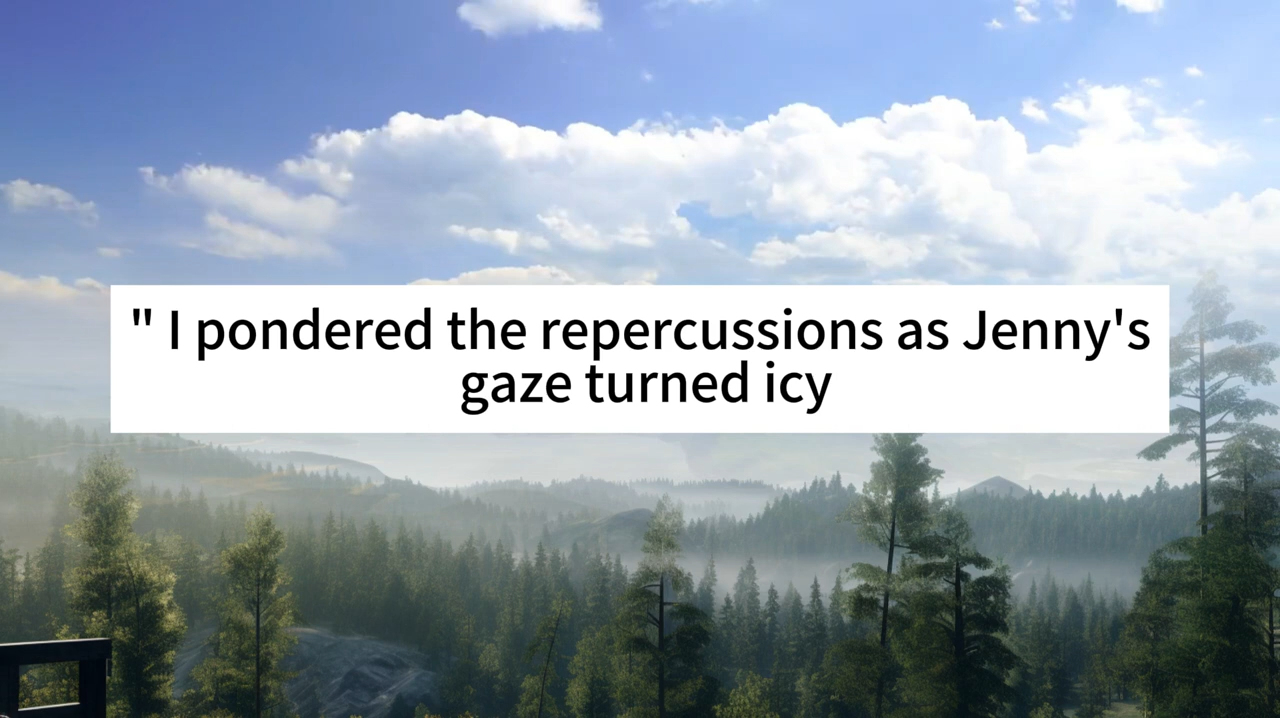 " I pondered the repercussions as Jenny's
gaze turned icy